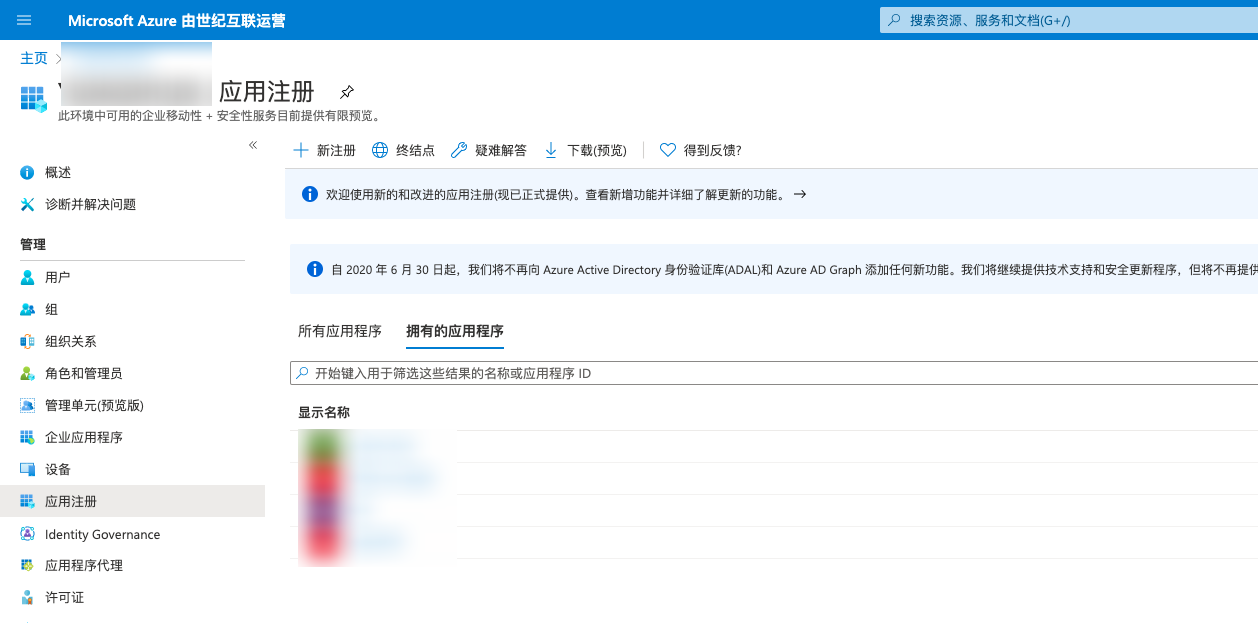 Microsoft Azure 由世纪互联运营
搜索资源、服务和文档(G+/)
主页
应用注册
此环境中可用的企业移动性 + 安全性服务目前提供有限预览。
«
新注册
终结点
疑难解答
下载(预览)
得到反馈?
概述
诊断并解决问题
管理
用户
组
组织关系
角色和管理员
管理单元(预览版)
企业应用程序
设备
应用注册
Identity Governance
应用程序代理
许可证
欢迎使用新的和改进的应用注册(现已正式提供)。查看新增功能并详细了解更新的功能。 →
自 2020 年 6 月 30 日起，我们将不再向 Azure Active Directory 身份验证库(ADAL)和 Azure AD Graph 添加任何新功能。我们将继续提供技术支持和安全更新程序，但将不再提供
所有应用程序
拥有的应用程序
开始键入用于筛选这些结果的名称或应用程序 ID
显示名称